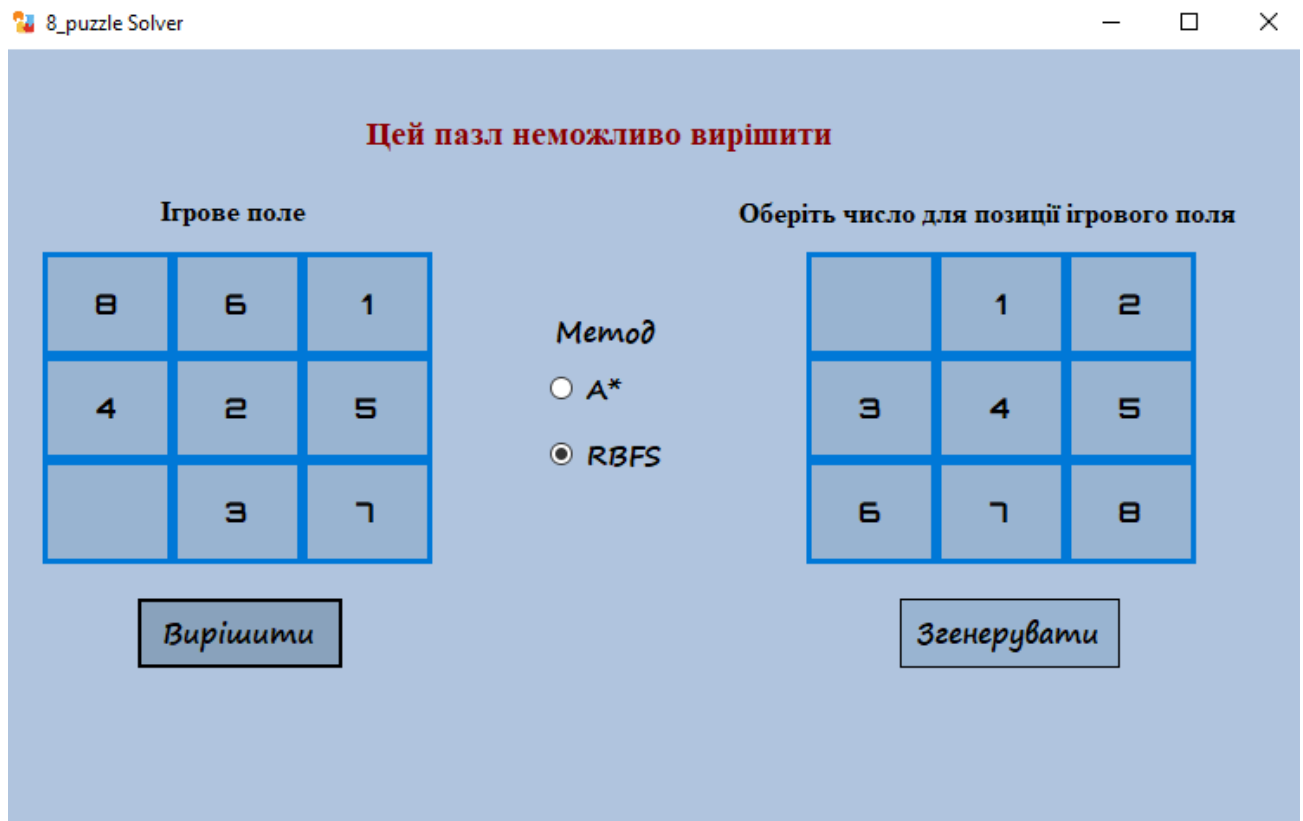 8_puzzle Solver
Цей пазл неможливо вирішити
Ігрове поле
8 6 1
4 2 5
3 7
Вирішити
Метод
A*
RBFS
Оберіть число для позиції ігрового поля
1 2
3 4 5
6 7 8
Згенерувати